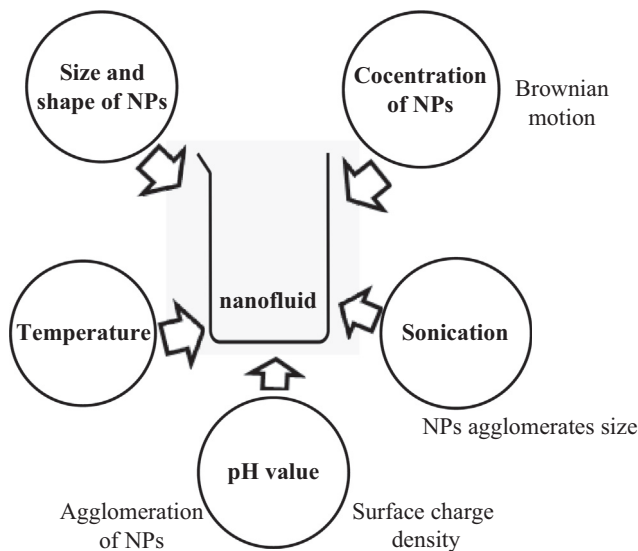 Size and
shape of NPs
Cocentration
of NPs
Brownian
motion
nanofluid
Temperature
Sonication
NPs agglomerates size
pH value
Agglomeration
of NPs
Surface charge
density